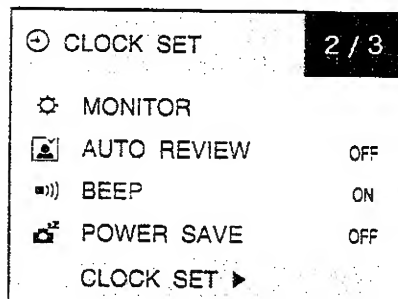 CLOCK SET 2/3
MONITOR
AUTO REVIEW OFF
BEEP ON
POWER SAVE OFF
CLOCK SET ▶